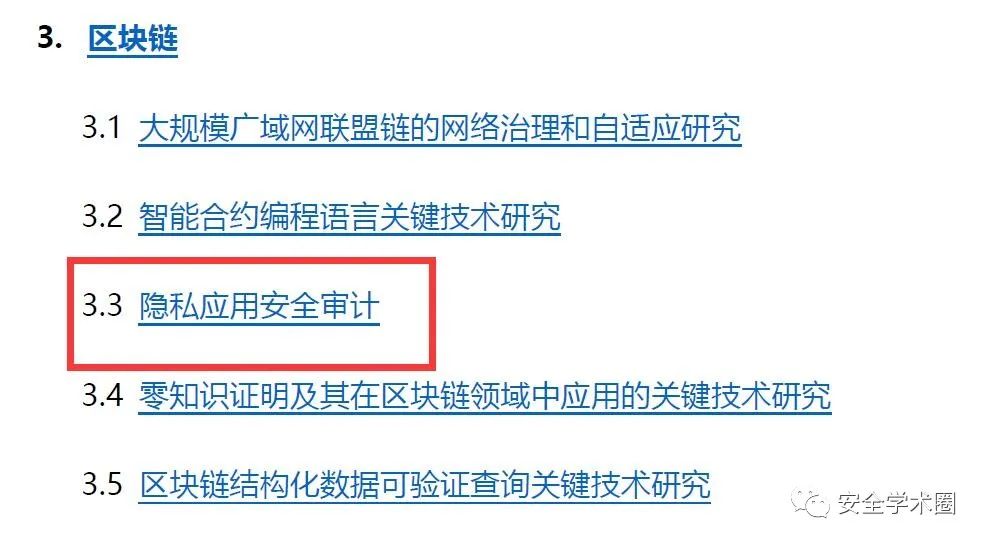 3. 区块链
3.1 大规模广域网联盟链的网络治理和自适应研究
3.2 智能合约编程语言关键技术研究
3.3 隐私应用安全审计
3.4 零知识证明及其在区块链领域中应用的关键技术研究
3.5 区块链结构化数据可验证查询关键技术研究
安全学术圈